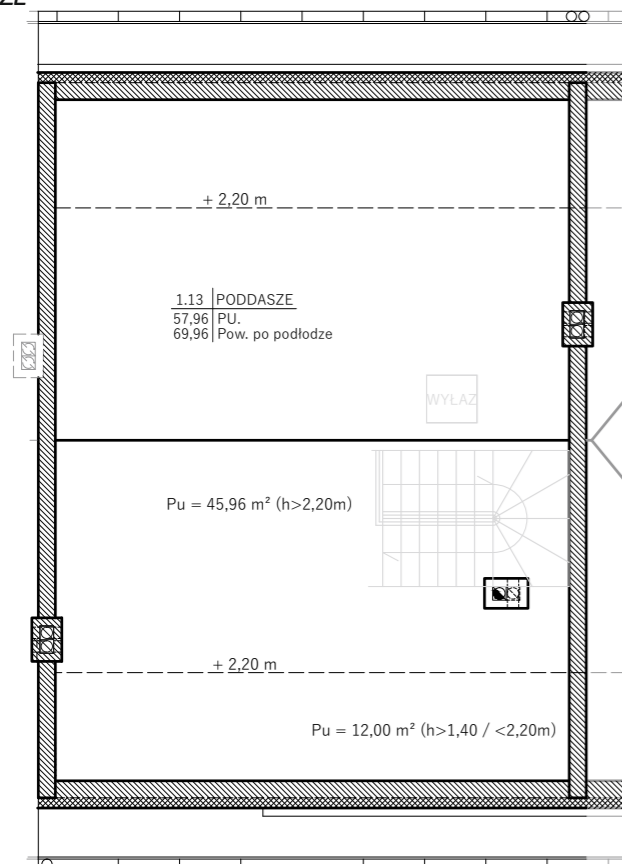 + 2,20 m
1.13 PODDASZE
57,96 PU.
69,96 Pow. po podłodze
WYŁAZ
Pu = 45,96 m² (h>2,20m)
+ 2,20 m
Pu = 12,00 m² (h>1,40 / <2,20m)